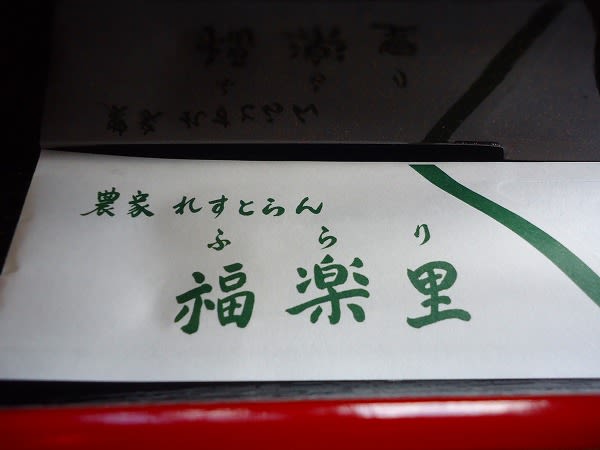 農家 れすとらん
ふらり
福楽里